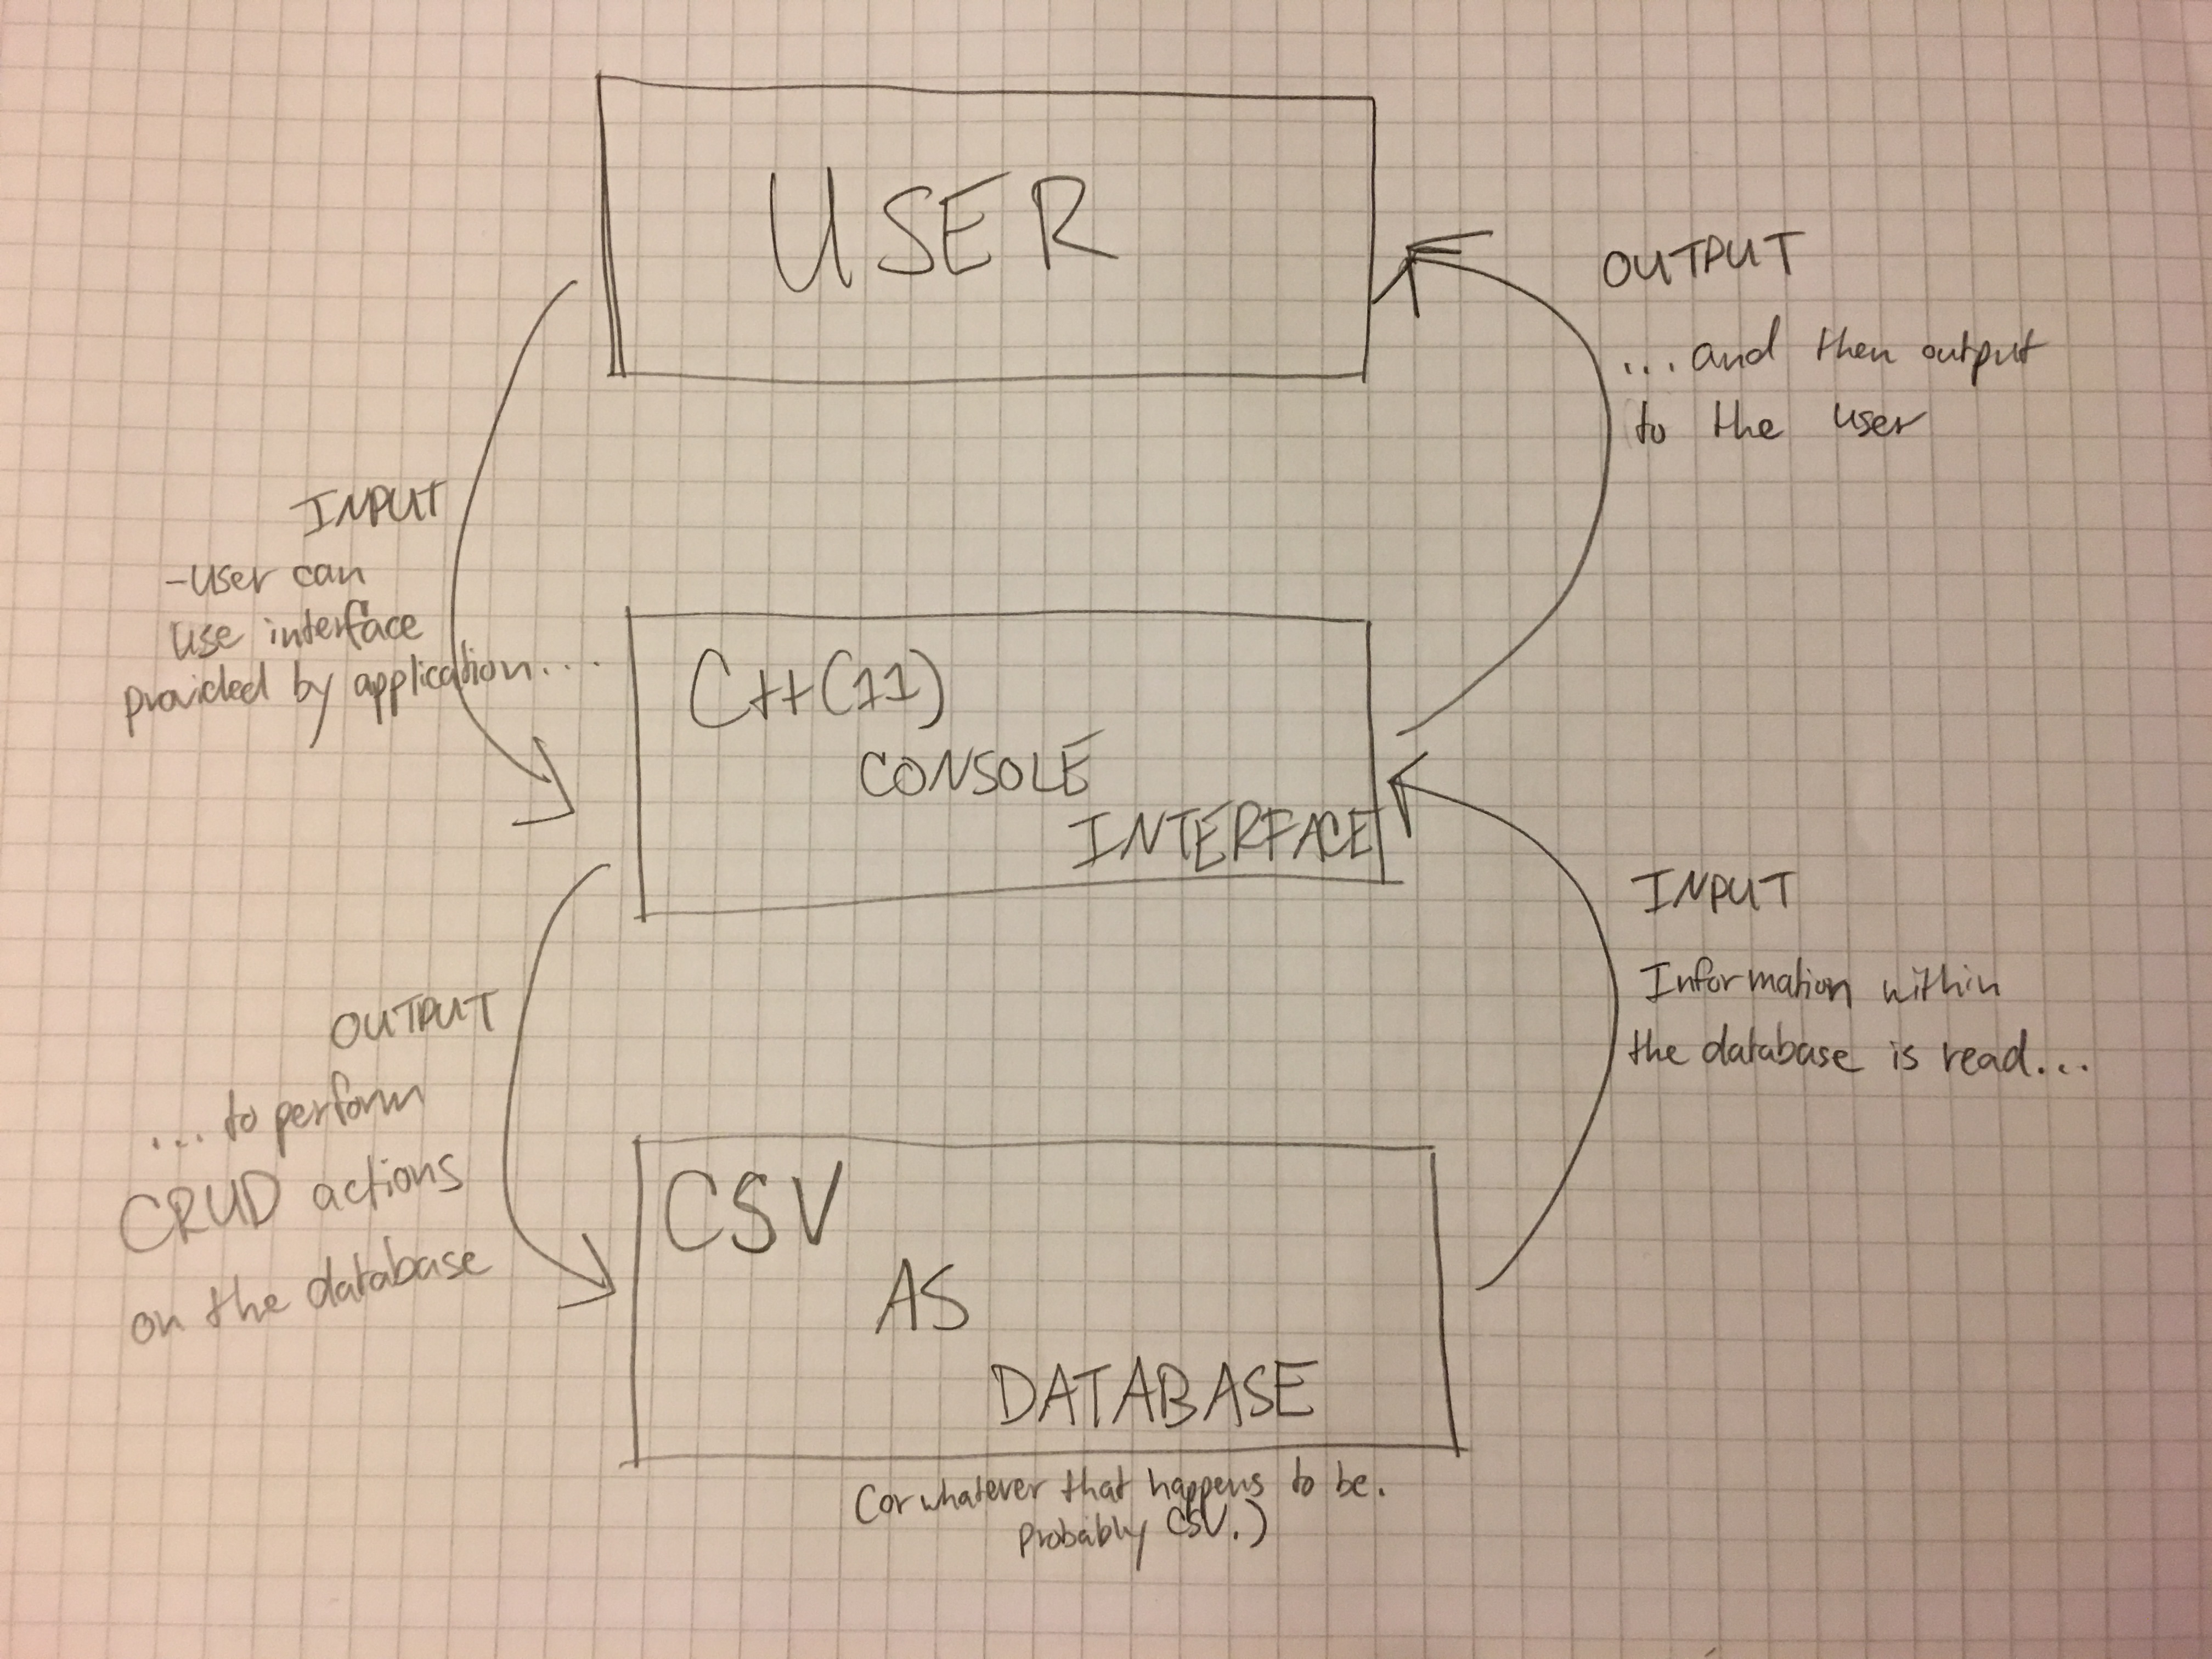 USER
OUTPUT
...and then output
to the user
INPUT
-user can
use interface
provided by application...
C++(11)
CONSOLE
INTERFACE
INPUT
Information within
the database is read...
OUTPUT
...to perform
CRUD actions
on the database
CSV
AS
DATABASE
(or whatever that happens to be.
Probably CSV.)